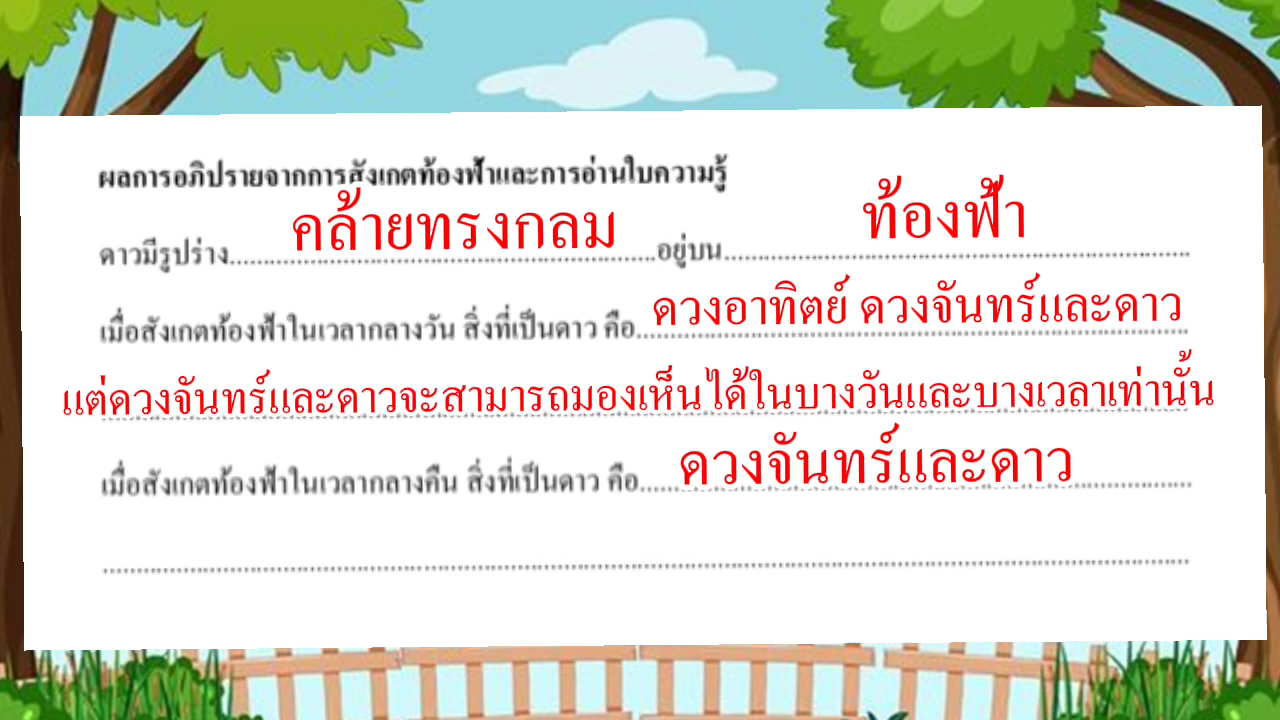 ผลการอภิปรายจากการสังเกตท้องฟ้าและการอ่านใบความรู้
ดาวมีรูปร่าง คล้ายทรงกลม อยู่บน ท้องฟ้า
เมื่อสังเกตท้องฟ้าในเวลากลางวัน สิ่งที่เป็นดาว คือ ดวงอาทิตย์ ดวงจันทร์และดาว
แต่ดวงจันทร์และดาวจะสามารถมองเห็นได้ในบางวันและบางเวลาเท่านั้น
เมื่อสังเกตท้องฟ้าในเวลากลางคืน สิ่งที่เป็นดาว คือ ดวงจันทร์และดาว